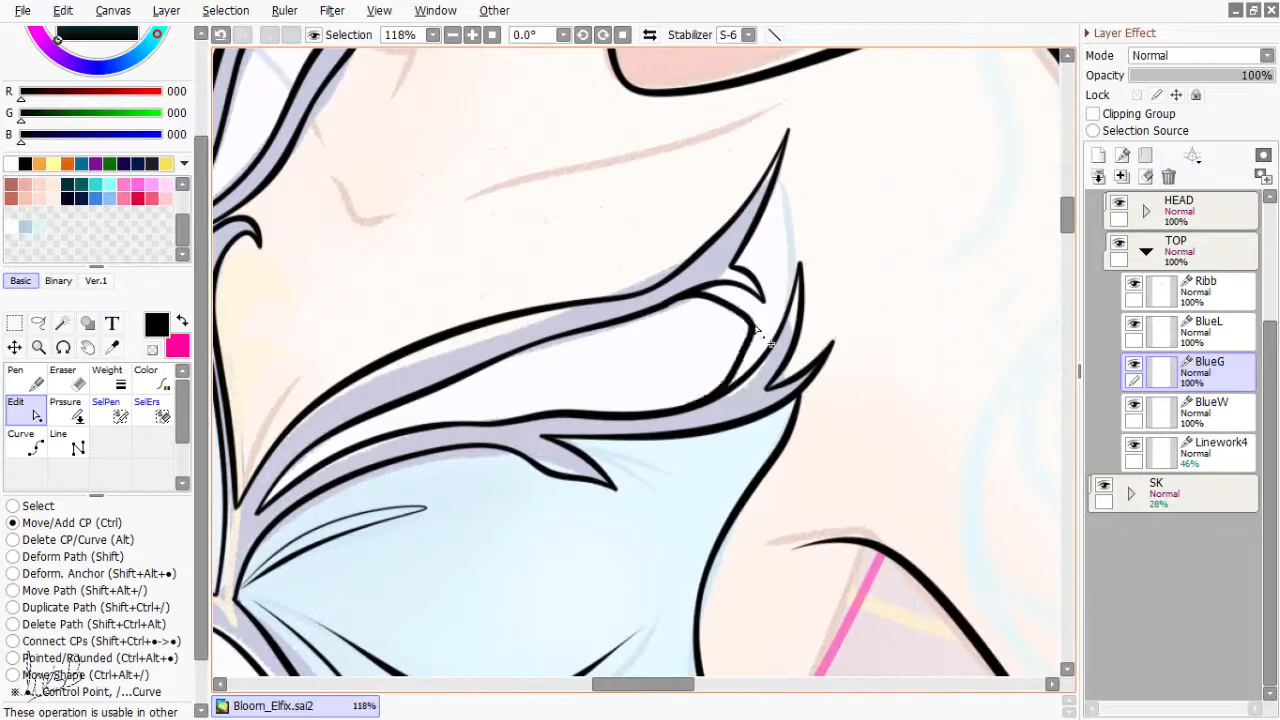 File Edit Canvas Layer Selection Ruler Filter View Window Other
Selection 118% 0.0° Stabilizer S-6
R 000
G 000
B 000
Basic Binary Ver.1
T
Pen Eraser Weight Color
Edit Prssure SelPen SelErs
Curve Line
Select
Move/Add CP (Ctrl)
Delete CP/Curve (Alt)
Deform Path (Shift)
Deform. Anchor (Shift+Alt+●)
Move Path (Shift+Alt+/)
Duplicate Path (Shift+Ctrl+/)
Delete Path (Shift+Ctrl+Alt)
Connect CPs (Shift+Ctrl+●->●)
Pointed/Rounded (Ctrl+Alt+●)
Move Shape (Ctrl+Alt+/)
※ ●...Control Point, /...Curve
These operation is usable in other
Bloom_Elfix.sai2 118%
Layer Effect
Mode Normal
Opacity 100%
Lock
Clipping Group
Selection Source
HEAD
Normal
100%
TOP
Normal
100%
Ribb
Normal
100%
BlueL
Normal
100%
BlueG
Normal
100%
BlueW
Normal
100%
Linework4
Normal
46%
SK
Normal
28%